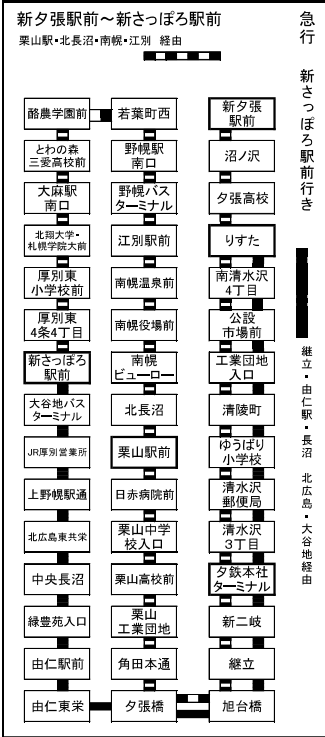 新夕張駅前～新さっぽろ駅前
栗山駅・北長沼・南幌・江別 経由
急行 新さっぽろ駅前行き
継立・由仁駅・長沼 北広島・大谷地経由
新夕張
駅前
沼ノ沢
夕張高校
りすた
南清水沢
4丁目
公設
市場前
工業団地
入口
清陵町
ゆうばり
小学校
清水沢
郵便局
清水沢
3丁目
夕鉄本社
ターミナル
新二岐
継立
旭台橋
若葉町西
野幌駅
南口
野幌バス
ターミナル
江別駅前
南幌温泉前
南幌役場前
南幌
ビューロー
北長沼
栗山駅前
日赤病院前
栗山中学
校入口
栗山高校前
栗山
工業団地
角田本通
夕張橋
酪農学園前
とわの森
三愛高校前
大麻駅
南口
北翔大学・
札幌学院大前
厚別東
小学校前
厚別東
4条4丁目
新さっぽろ
駅前
大谷地バス
ターミナル
JR厚別営業所
上野幌駅通
北広島東共栄
中央長沼
緑豊苑入口
由仁駅前
由仁東栄